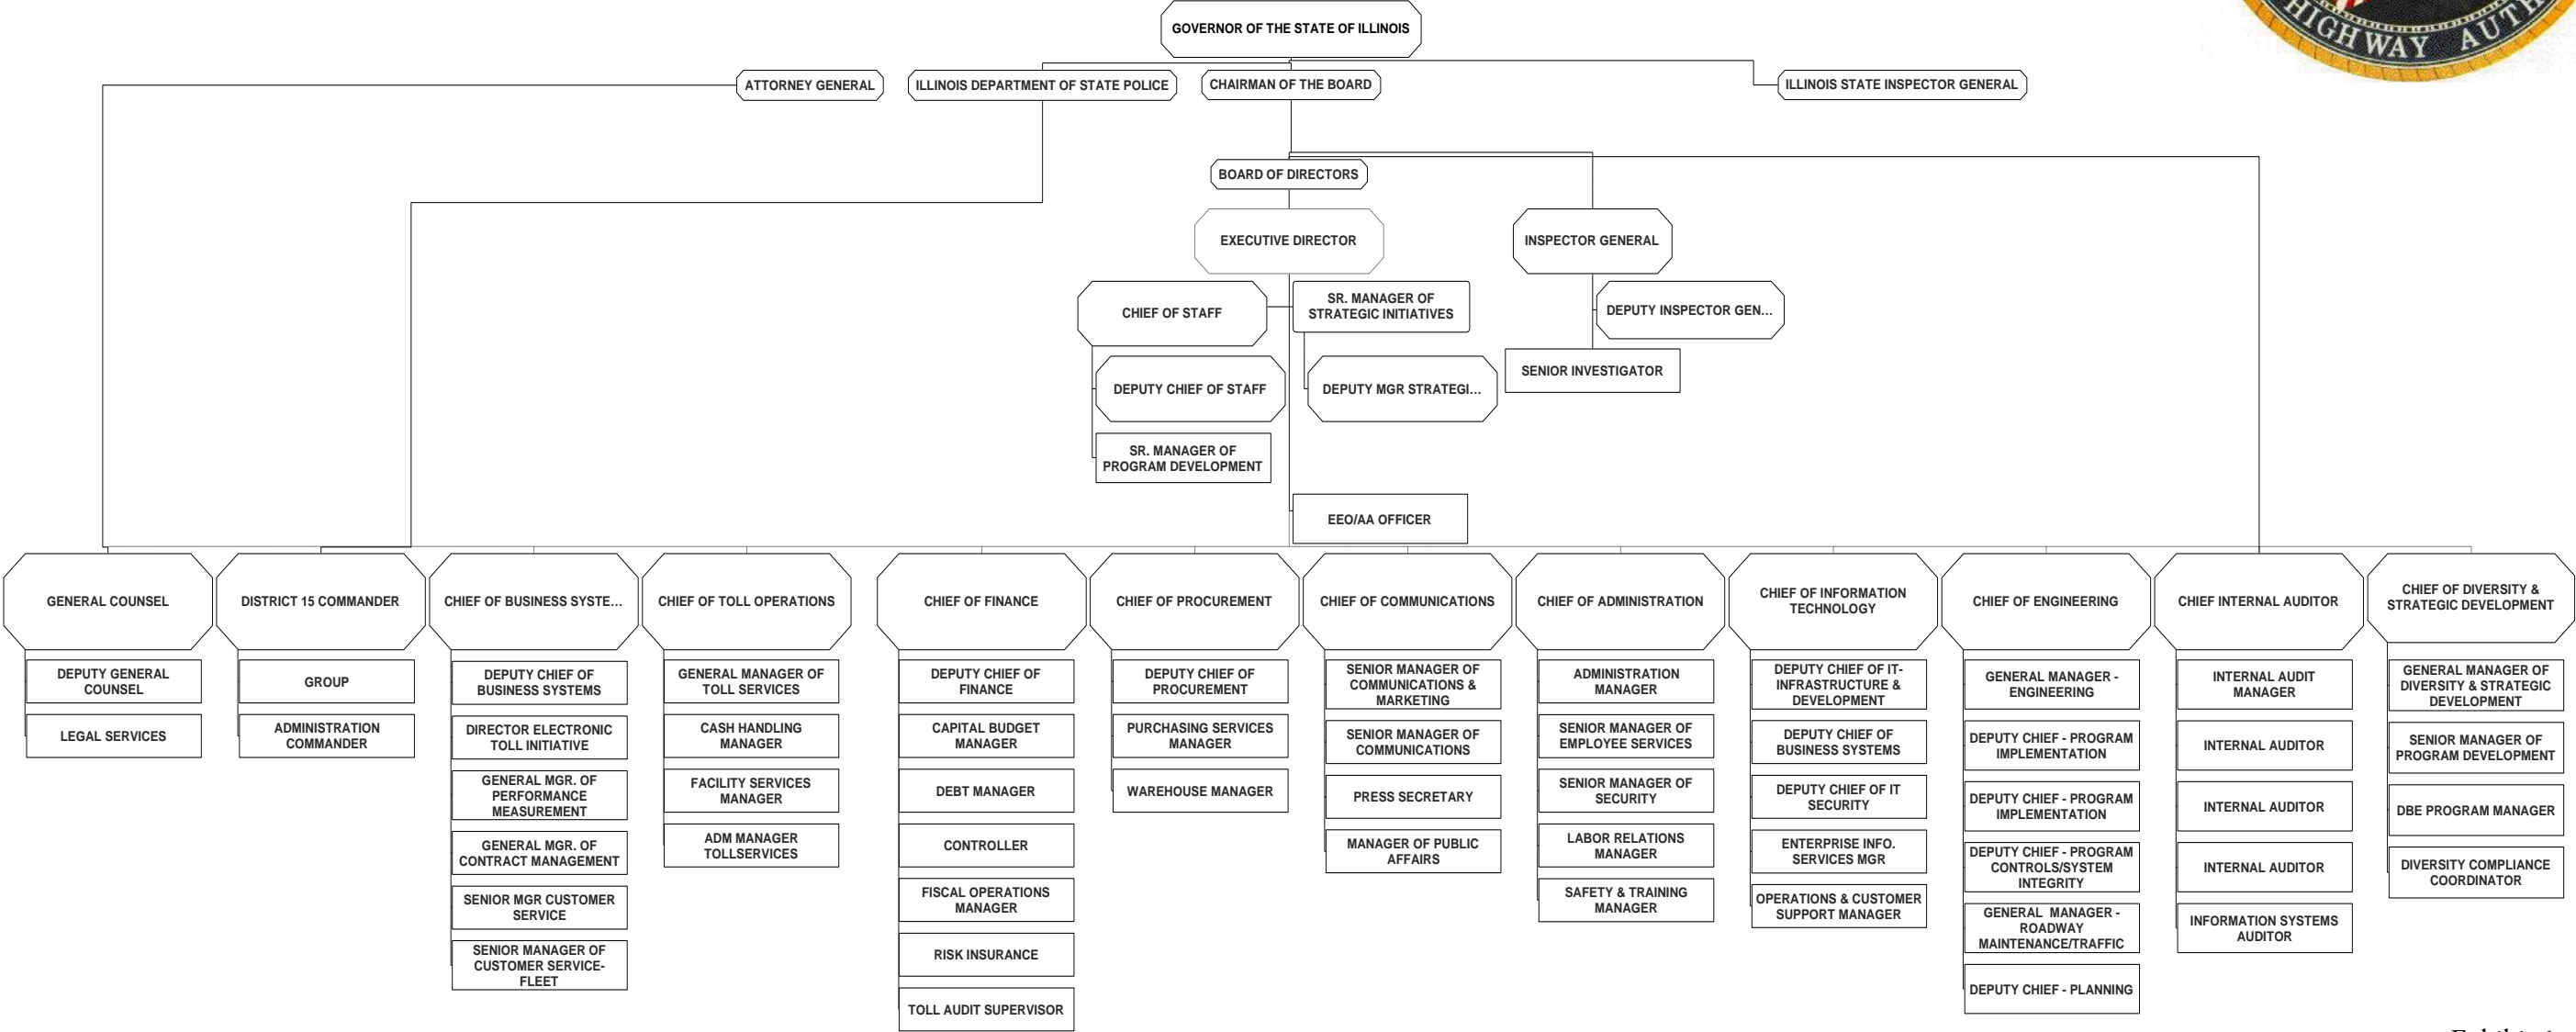 GOVERNOR OF THE STATE OF ILLINOIS
HIGHWAY AUTH
ATTORNEY GENERAL
ILLINOIS DEPARTMENT OF STATE POLICE
CHAIRMAN OF THE BOARD
ILLINOIS STATE INSPECTOR GENERAL
BOARD OF DIRECTORS
EXECUTIVE DIRECTOR
INSPECTOR GENERAL
CHIEF OF STAFF
SR. MANAGER OF
STRATEGIC INITIATIVES
DEPUTY INSPECTOR GEN...
DEPUTY CHIEF OF STAFF
DEPUTY MGR STRATEGI...
SENIOR INVESTIGATOR
SR. MANAGER OF
PROGRAM DEVELOPMENT
EEO/AA OFFICER
GENERAL COUNSEL
DEPUTY GENERAL
COUNSEL
LEGAL SERVICES
DISTRICT 15 COMMANDER
GROUP
ADMINISTRATION
COMMANDER
CHIEF OF BUSINESS SYSTE...
DEPUTY CHIEF OF
BUSINESS SYSTEMS
DIRECTOR ELECTRONIC
TOLL INITIATIVE
GENERAL MGR. OF
PERFORMANCE
MEASUREMENT
GENERAL MGR. OF
CONTRACT MANAGEMENT
SENIOR MGR CUSTOMER
SERVICE
SENIOR MANAGER OF
CUSTOMER SERVICE-
FLEET
CHIEF OF TOLL OPERATIONS
GENERAL MANAGER OF
TOLL SERVICES
CASH HANDLING
MANAGER
FACILITY SERVICES
MANAGER
ADM MANAGER
TOLLSERVICES
CHIEF OF FINANCE
DEPUTY CHIEF OF
FINANCE
CAPITAL BUDGET
MANAGER
DEBT MANAGER
CONTROLLER
FISCAL OPERATIONS
MANAGER
RISK INSURANCE
TOLL AUDIT SUPERVISOR
CHIEF OF PROCUREMENT
DEPUTY CHIEF OF
PROCUREMENT
PURCHASING SERVICES
MANAGER
WAREHOUSE MANAGER
CHIEF OF COMMUNICATIONS
SENIOR MANAGER OF
COMMUNICATIONS &
MARKETING
SENIOR MANAGER OF
COMMUNICATIONS
PRESS SECRETARY
MANAGER OF PUBLIC
AFFAIRS
CHIEF OF ADMINISTRATION
ADMINISTRATION
MANAGER
SENIOR MANAGER OF
EMPLOYEE SERVICES
SENIOR MANAGER OF
SECURITY
LABOR RELATIONS
MANAGER
SAFETY & TRAINING
MANAGER
CHIEF OF INFORMATION
TECHNOLOGY
DEPUTY CHIEF OF IT-
INFRASTRUCTURE &
DEVELOPMENT
DEPUTY CHIEF OF
BUSINESS SYSTEMS
DEPUTY CHIEF OF IT
SECURITY
ENTERPRISE INFO.
SERVICES MGR
OPERATIONS & CUSTOMER
SUPPORT MANAGER
CHIEF OF ENGINEERING
GENERAL MANAGER -
ENGINEERING
DEPUTY CHIEF - PROGRAM
IMPLEMENTATION
DEPUTY CHIEF - PROGRAM
IMPLEMENTATION
DEPUTY CHIEF - PROGRAM
CONTROLS/SYSTEM
INTEGRITY
GENERAL MANAGER -
ROADWAY
MAINTENANCE/TRAFFIC
DEPUTY CHIEF - PLANNING
CHIEF INTERNAL AUDITOR
INTERNAL AUDIT
MANAGER
INTERNAL AUDITOR
INTERNAL AUDITOR
INTERNAL AUDITOR
INFORMATION SYSTEMS
AUDITOR
CHIEF OF DIVERSITY &
STRATEGIC DEVELOPMENT
GENERAL MANAGER OF
DIVERSITY & STRATEGIC
DEVELOPMENT
SENIOR MANAGER OF
PROGRAM DEVELOPMENT
DBE PROGRAM MANAGER
DIVERSITY COMPLIANCE
COORDINATOR